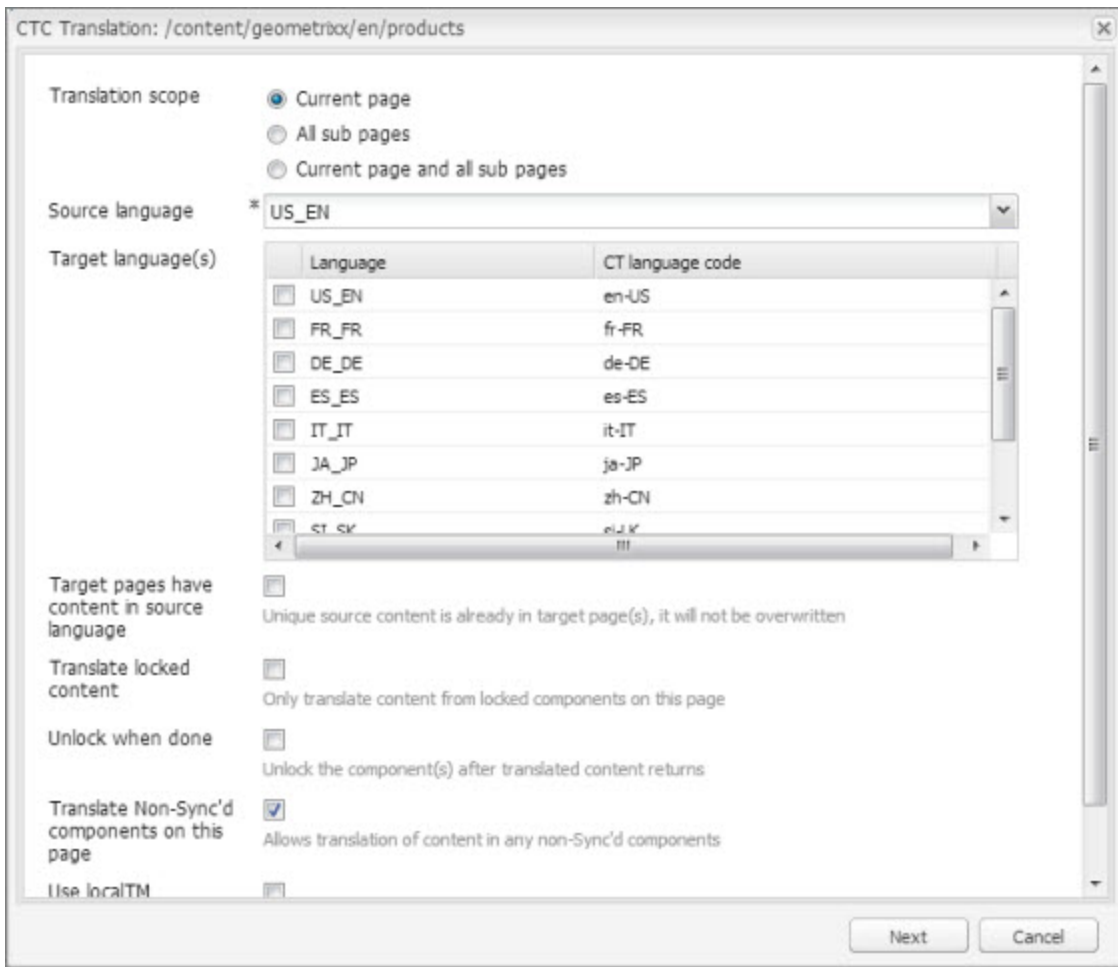 CTC Translation: /content/geometrixx/en/products
Translation scope
Current page
All sub pages
Current page and all sub pages
Source language * US_EN
Target language(s)
Language CT language code
US_EN en-US
FR_FR fr-FR
DE_DE de-DE
ES_ES es-ES
IT_IT it-IT
JA_JP ja-JP
ZH_CN zh-CN
SI_SK si-LK
Target pages have
content in source
language
Unique source content is already in target page(s), it will not be overwritten
Translate locked
content
Only translate content from locked components on this page
Unlock when done
Unlock the component(s) after translated content returns
Translate Non-Sync'd
components on this
page
Allows translation of content in any non-Sync'd components
Use localTM
Next Cancel